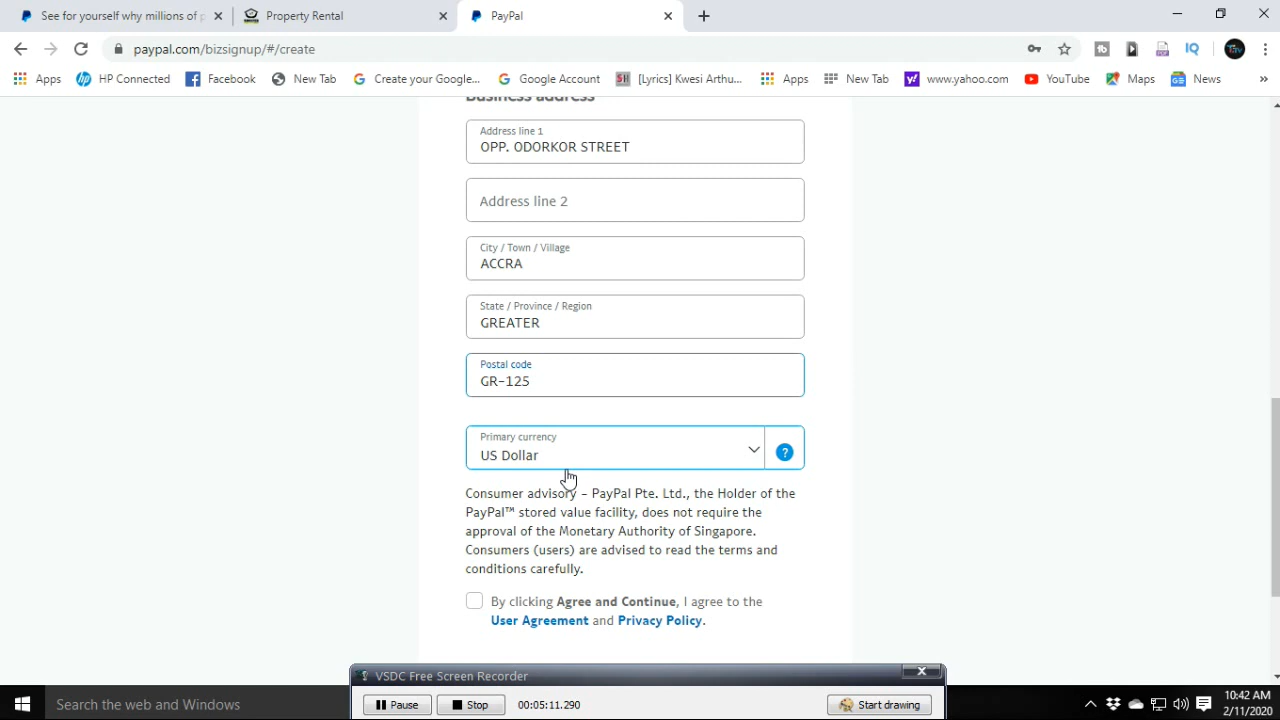 See for yourself why millions of p
Property Rental
PayPal
paypal.com/bizsignup/#/create
Apps
HP Connected
Facebook
New Tab
Create your Google...
Google Account
[Lyrics] Kwesi Arthu...
Apps
New Tab
www.yahoo.com
YouTube
Maps
News
»
Business address
Address line 1
OPP. ODORKOR STREET
Address line 2
City / Town / Village
ACCRA
State / Province / Region
GREATER
Postal code
GR-125
Primary currency
US Dollar
?
Consumer advisory – PayPal Pte. Ltd., the Holder of the
PayPal™ stored value facility, does not require the
approval of the Monetary Authority of Singapore.
Consumers (users) are advised to read the terms and
conditions carefully.
By clicking Agree and Continue, I agree to the
User Agreement and Privacy Policy.
VSDC Free Screen Recorder
Pause
Stop
00:05:11.290
Start drawing
Search the web and Windows
10:42 AM
2/11/2020